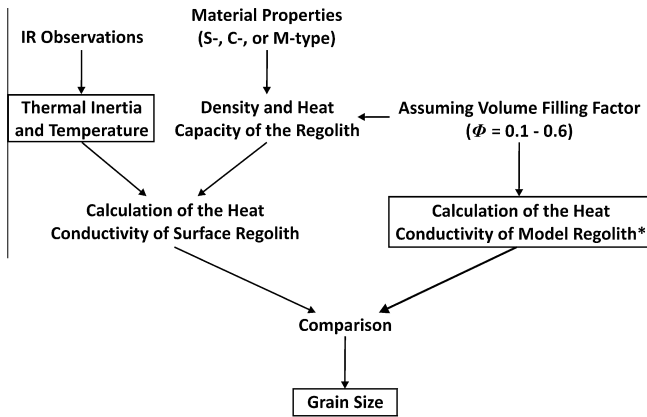 Material Properties
(S-, C-, or M-type)
IR Observations
Thermal Inertia
and Temperature
Density and Heat
Capacity of the Regolith
Assuming Volume Filling Factor
(Φ = 0.1 - 0.6)
Calculation of the Heat
Conductivity of Surface Regolith
Calculation of the Heat
Conductivity of Model Regolith*
Comparison
Grain Size